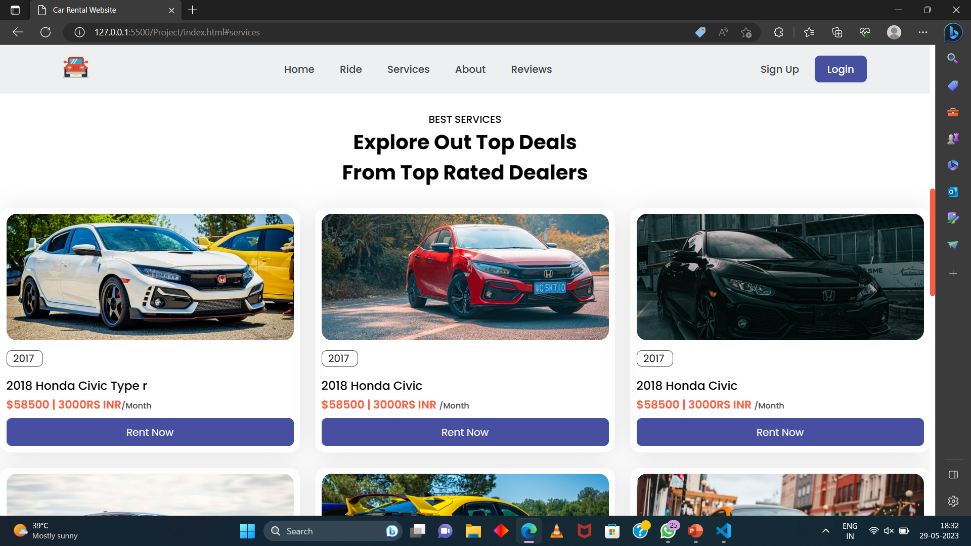 Car Rental Website
127.0.0.1:5500/Project/index.html#services
Home Ride Services About Reviews Sign Up Login
BEST SERVICES
Explore Out Top Deals
From Top Rated Dealers
2017 2017 2017
2018 Honda Civic Type r 2018 Honda Civic 2018 Honda Civic
$58500 | 3000RS INR/Month $58500 | 3000RS INR /Month $58500 | 3000RS INR /Month
Rent Now Rent Now Rent Now
39°C
Mostly sunny
Search
25
ENG
IN
18:32
29-05-2023